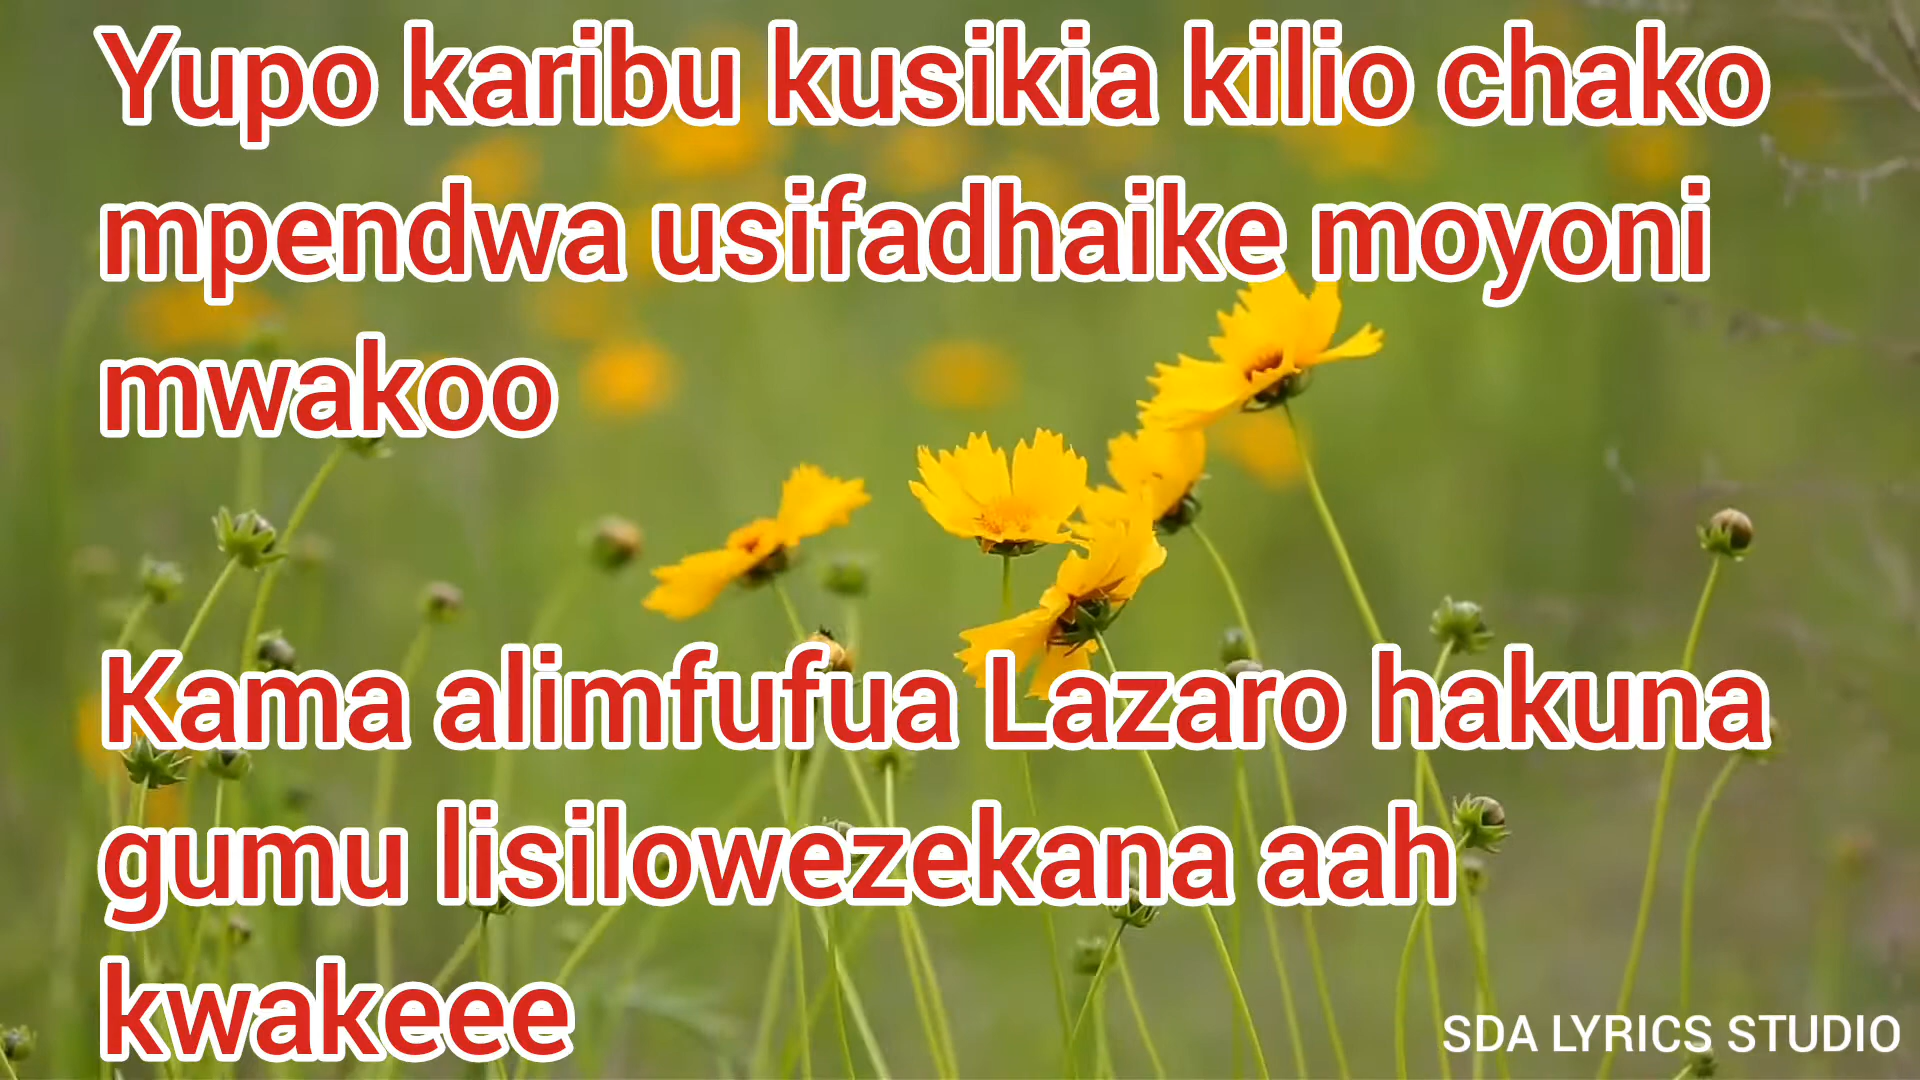 Yupo karibu kusikia kilio chako
mpendwa usifadhaike moyoni
mwakoo
Kama alimfufua Lazaro hakuna
gumu lisilowezekana aah
kwakeee
SDA LYRICS STUDIO